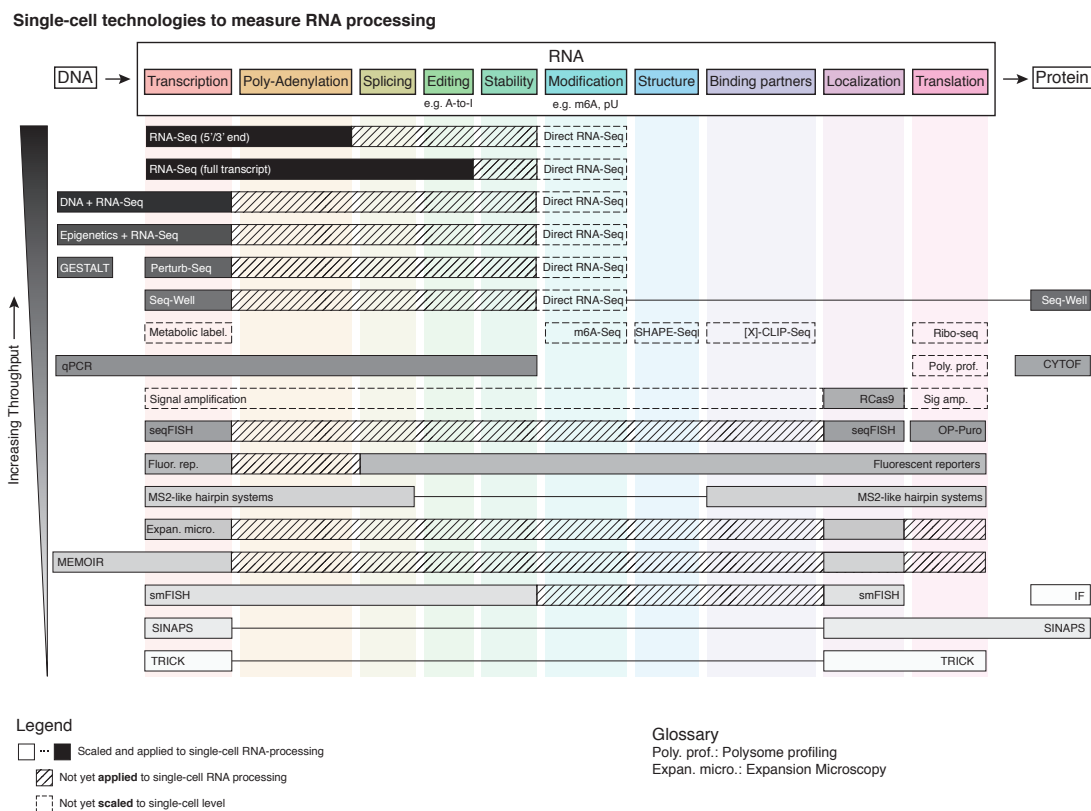 Single-cell technologies to measure RNA processing
RNA
DNA
Transcription
Poly-Adenylation
Splicing
Editing
Stability
Modification
Structure
Binding partners
Localization
Translation
Protein
e.g. A-to-I
e.g. m6A, pU
Increasing Throughput
RNA-Seq (5'/3' end)
Direct RNA-Seq
RNA-Seq (full transcript)
Direct RNA-Seq
DNA + RNA-Seq
Direct RNA-Seq
Epigenetics + RNA-Seq
Direct RNA-Seq
GESTALT
Perturb-Seq
Direct RNA-Seq
Seq-Well
Direct RNA-Seq
Seq-Well
Metabolic label.
m6A-Seq
SHAPE-Seq
[X]-CLIP-Seq
Ribo-seq
qPCR
Poly. prof.
CYTOF
Signal amplification
RCas9
Sig amp.
seqFISH
seqFISH
OP-Puro
Fluor. rep.
Fluorescent reporters
MS2-like hairpin systems
MS2-like hairpin systems
Expan. micro.
MEMOIR
smFISH
smFISH
IF
SINAPS
SINAPS
TRICK
TRICK
Legend
Scaled and applied to single-cell RNA-processing
Not yet applied to single-cell RNA processing
Not yet scaled to single-cell level
Glossary
Poly. prof.: Polysome profiling
Expan. micro.: Expansion Microscopy